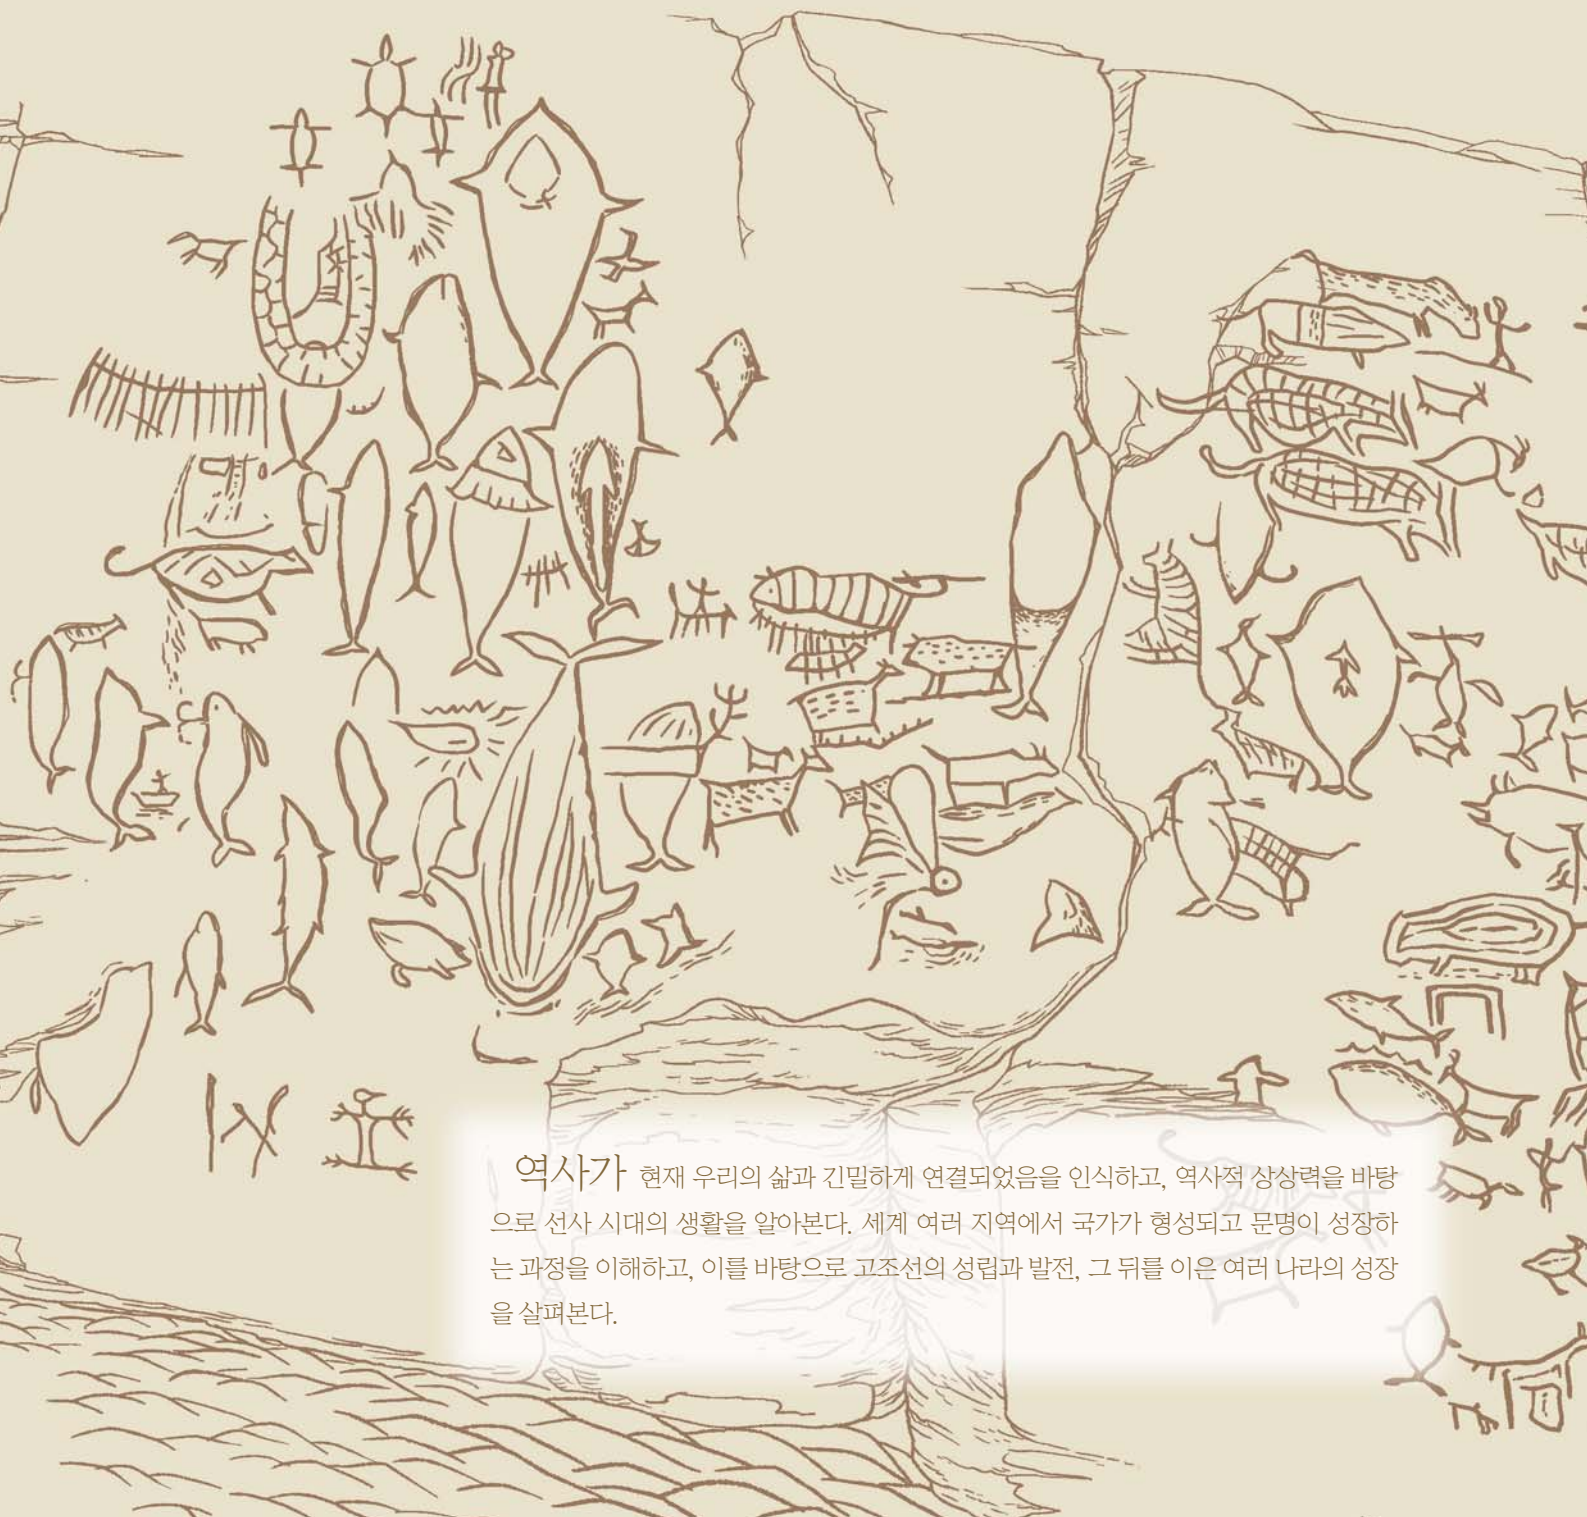 역사가 현재 우리의 삶과 긴밀하게 연결되었음을 인식하고, 역사적 상상력을 바탕
으로 선사 시대의 생활을 알아본다. 세계 여러 지역에서 국가가 형성되고 문명이 성장하
는 과정을 이해하고, 이를 바탕으로 고조선의 성립과 발전, 그 뒤를 이은 여러 나라의 성장
을 살펴본다.